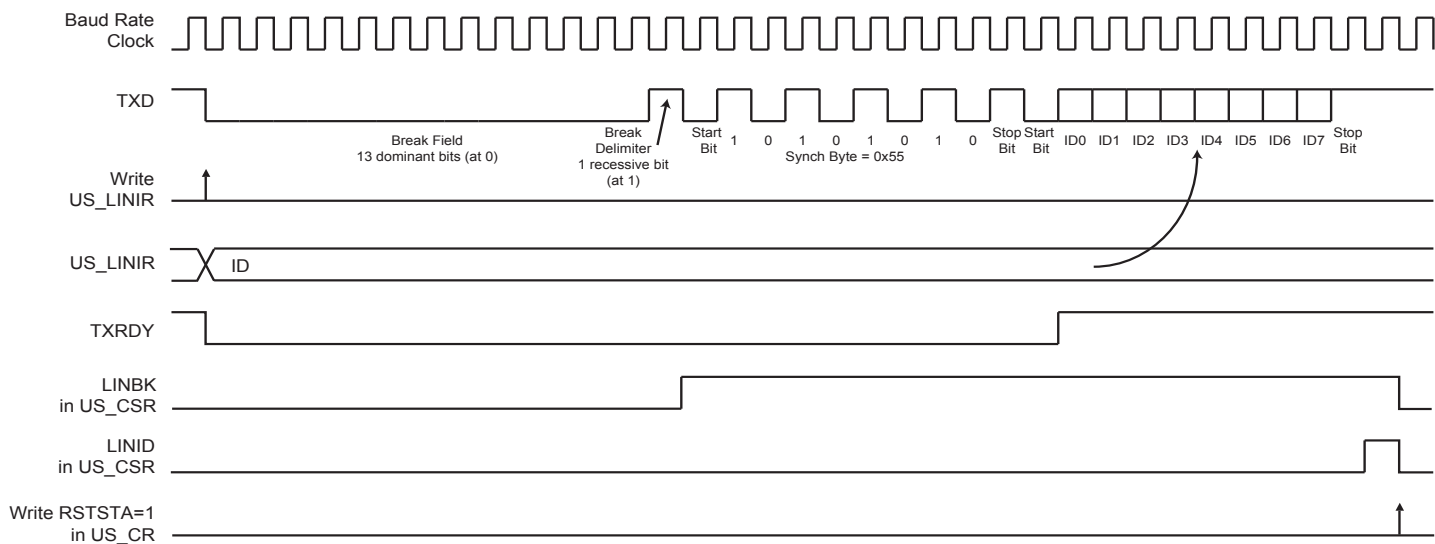 Baud Rate
Clock
TXD
Break Field
13 dominant bits (at 0)
Break
Delimiter
1 recessive bit
(at 1)
Start
Bit
1 0 1 0 1 0 1 0
Synch Byte = 0x55
Stop
Bit
Start
Bit
ID0 ID1 ID2 ID3 ID4 ID5 ID6 ID7
Stop
Bit
Write
US_LINIR
US_LINIR
ID
TXRDY
LINBK
in US_CSR
LINID
in US_CSR
Write RSTSTA=1
in US_CR